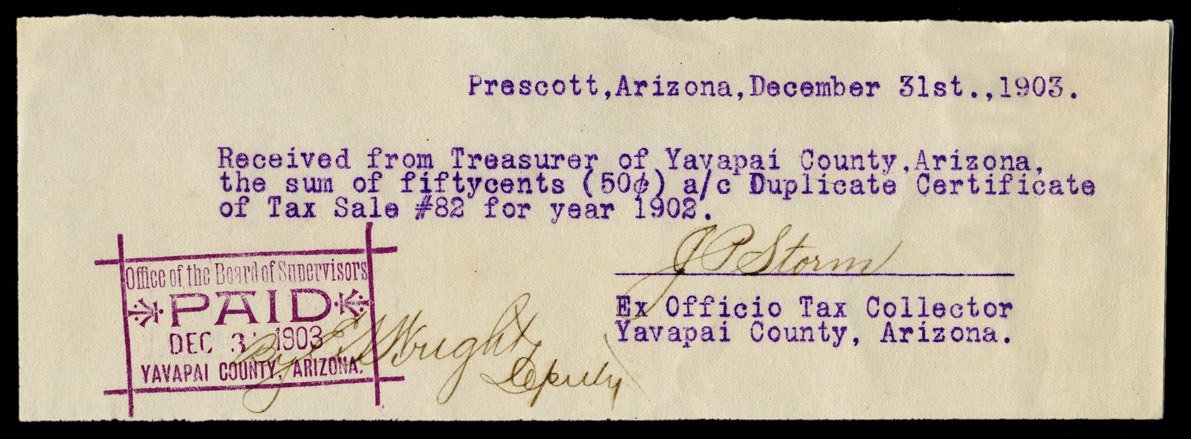 Prescott,Arizona,December 31st.,1903.
Received from Treasurer of Yavapai County,Arizona,
the sum of fiftycents (50¢) a/c Duplicate Certificate
of Tax Sale #82 for year 1902.
J P Storm
Ex Officio Tax Collector
Yavapai County, Arizona.
Office of the Board of Supervisors
PAID
DEC 31 1903
YAVAPAI COUNTY, ARIZONA.
By Wright
Deputy